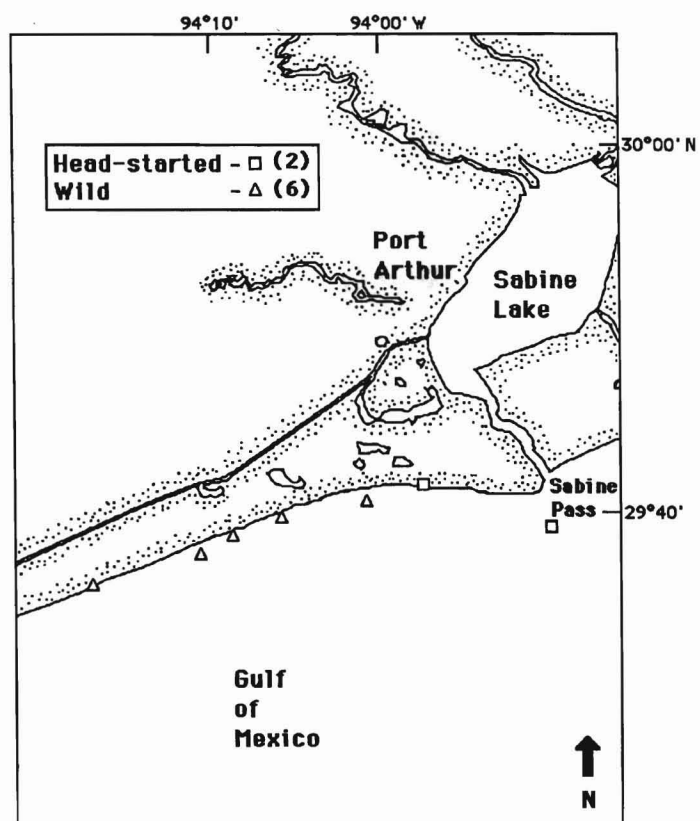 94°10' 94°00' W
30°00' N
Head-started - □ (2)
Wild - △ (6)
Port
Arthur
Sabine
Lake
Sabine
Pass
29°40'
Gulf
of
Mexico
N